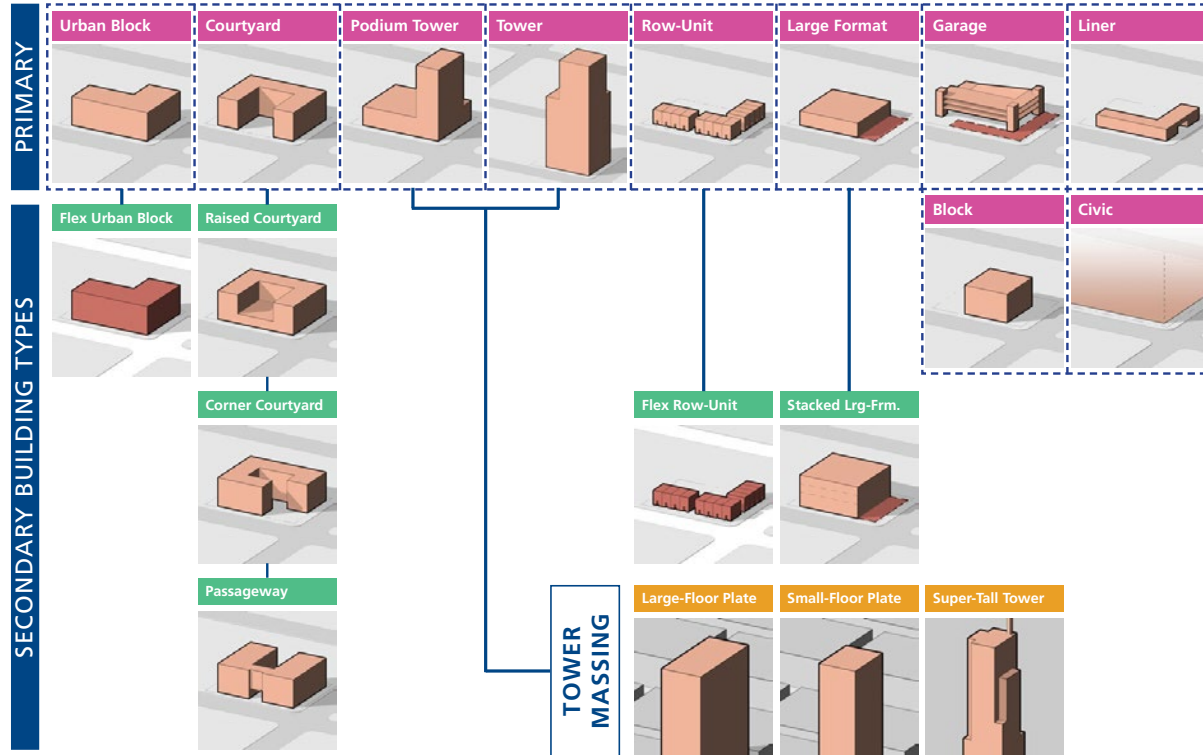 PRIMARY
Urban Block
Courtyard
Podium Tower
Tower
Row-Unit
Large Format
Garage
Liner
SECONDARY BUILDING TYPES
Flex Urban Block
Raised Courtyard
Block
Civic
Corner Courtyard
Flex Row-Unit
Stacked Lrg-Frm.
Passageway
TOWER
MASSING
Large-Floor Plate
Small-Floor Plate
Super-Tall Tower